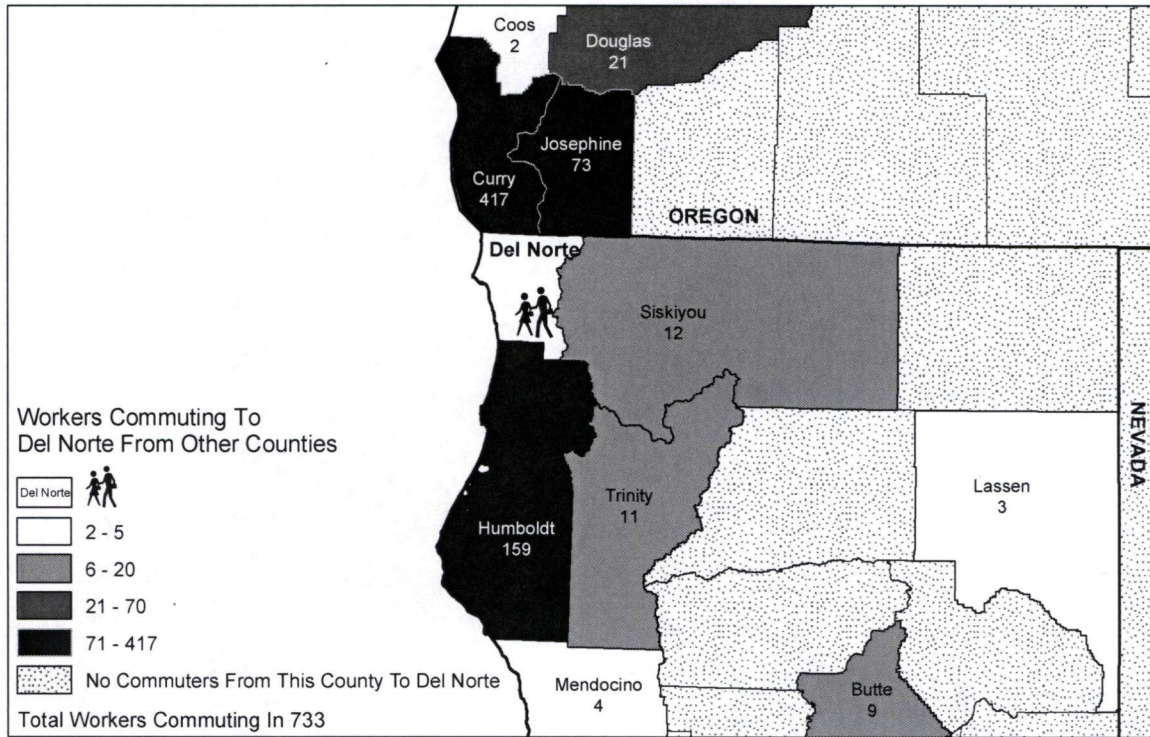 Coos
2
Douglas
21
Josephine
73
Curry
417
OREGON
Del Norte
Siskiyou
12
NEVADA
Lassen
3
Trinity
11
Humboldt
159
Mendocino
4
Butte
9
Workers Commuting To
Del Norte From Other Counties
Del Norte
2 - 5
6 - 20
21 - 70
71 - 417
No Commuters From This County To Del Norte
Total Workers Commuting In 733